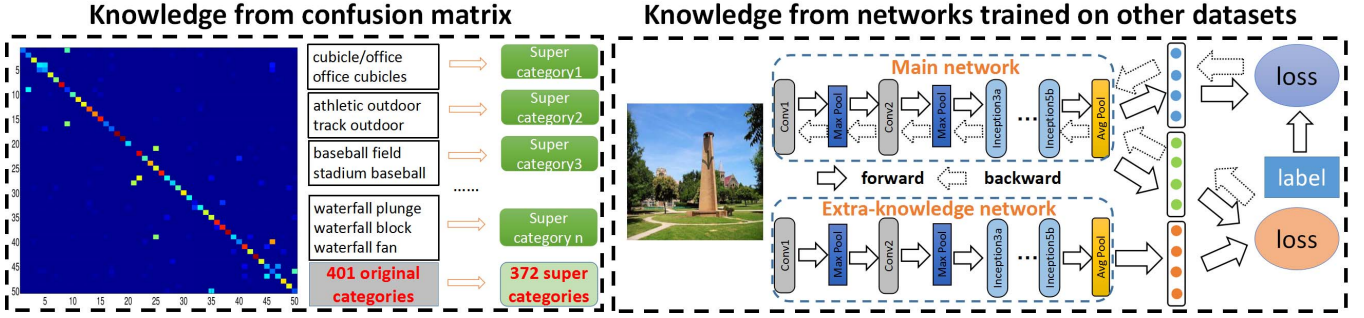 Knowledge from confusion matrix
5
10
15
20
25
30
35
40
45
50
5
10
15
20
25
30
35
40
45
50
cubicle/office
office cubicles
Super
category1
athletic outdoor
track outdoor
Super
category2
baseball field
stadium baseball
Super
category3
......
waterfall plunge
waterfall block
waterfall fan
Super
category n
401 original
categories
372 super
categories
Knowledge from networks trained on other datasets
Main network
Conv1
Max Pool
Conv2
Max Pool
Inception3a
...
Inception5b
Avg Pool
forward
backward
Extra-knowledge network
Conv1
Max Pool
Conv2
Max Pool
Inception3a
...
Inception5b
Avg Pool
loss
label
loss